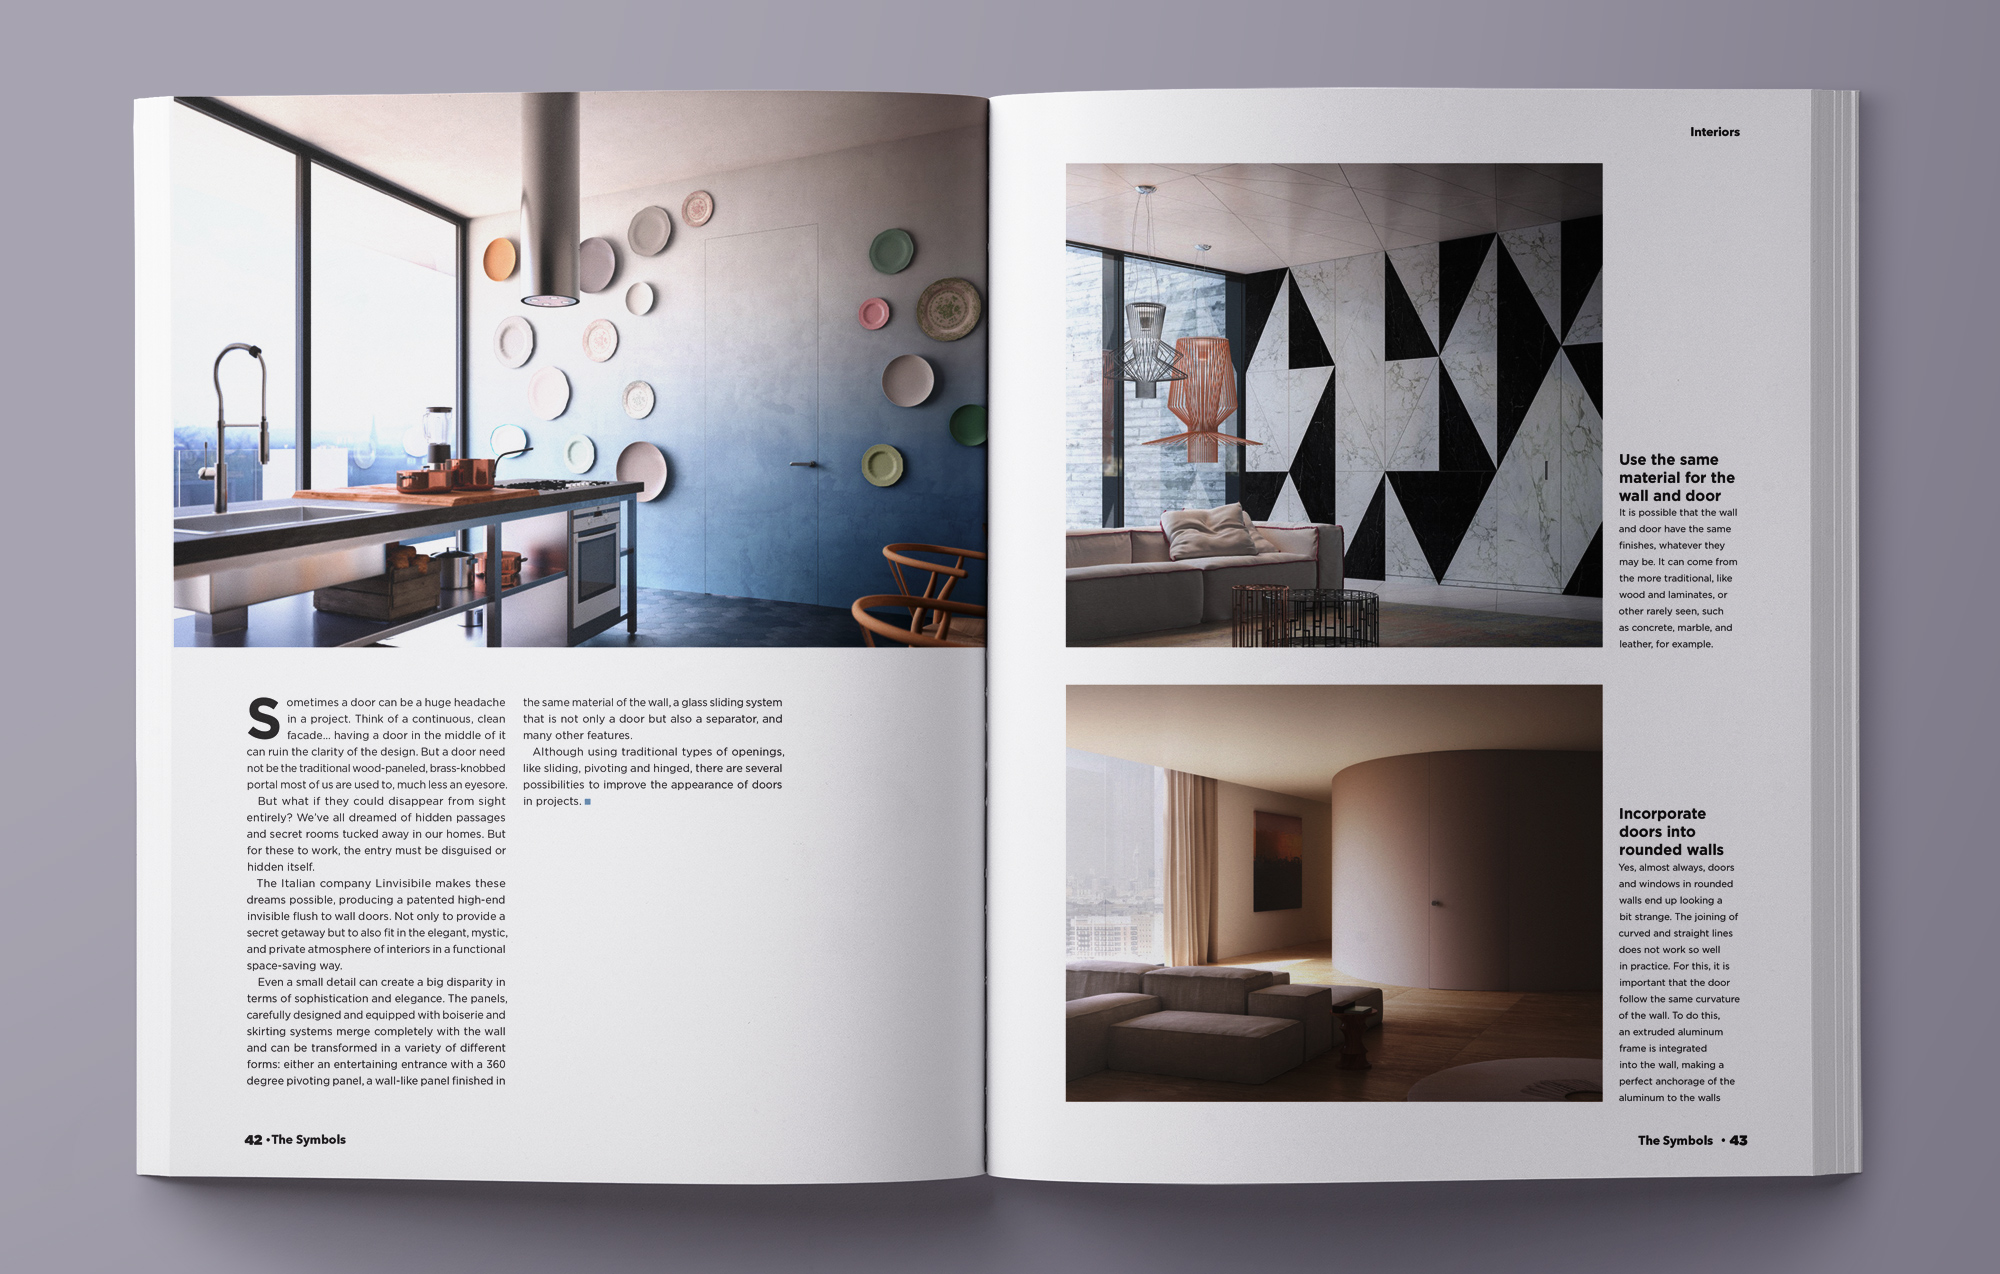 Sometimes a door can be a huge headache
in a project. Think of a continuous, clean
facade... having a door in the middle of it
can ruin the clarity of the design. But a door need
not be the traditional wood-paneled, brass-knobbed
portal most of us are used to, much less an eyesore.
But what if they could disappear from sight
entirely? We've all dreamed of hidden passages
and secret rooms tucked away in our homes. But
for these to work, the entry must be disguised or
hidden itself.
The Italian company Linvisibile makes these
dreams possible, producing a patented high-end
invisible flush to wall doors. Not only to provide a
secret getaway but to also fit in the elegant, mystic,
and private atmosphere of interiors in a functional
space-saving way.
Even a small detail can create a big disparity in
terms of sophistication and elegance. The panels,
carefully designed and equipped with boiserie and
skirting systems merge completely with the wall
and can be transformed in a variety of different
forms: either an entertaining entrance with a 360
degree pivoting panel, a wall-like panel finished in
the same material of the wall, a glass sliding system
that is not only a door but also a separator, and
many other features.
Although using traditional types of openings,
like sliding, pivoting and hinged, there are several
possibilities to improve the appearance of doors
in projects.
42 • The Symbols
Interiors
Use the same
material for the
wall and door
It is possible that the wall
and door have the same
finishes, whatever they
may be. It can come from
the more traditional, like
wood and laminates, or
other rarely seen, such
as concrete, marble, and
leather, for example.
Incorporate
doors into
rounded walls
Yes, almost always, doors
and windows in rounded
walls end up looking a
bit strange. The joining of
curved and straight lines
does not work so well
in practice. For this, it is
important that the door
follow the same curvature
of the wall. To do this,
an extruded aluminum
frame is integrated
into the wall, making a
perfect anchorage of the
aluminum to the walls
The Symbols • 43